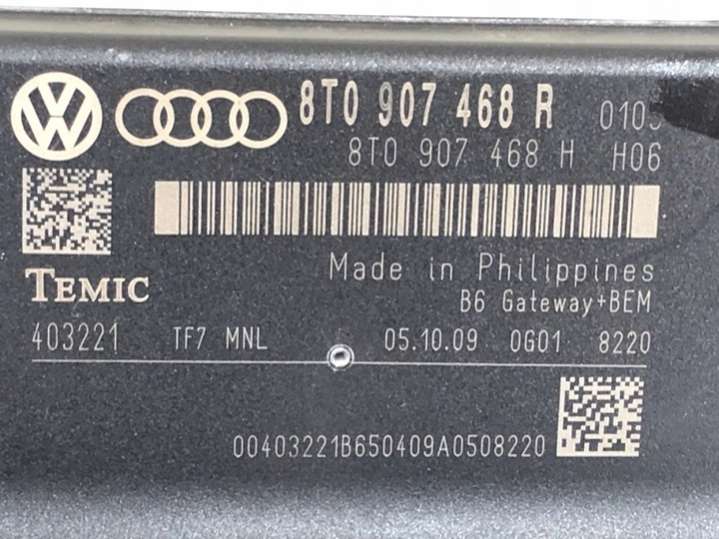 8T0 907 468 R
8T0 907 468 H H06
TEMIC
Made in Philippines
B6 Gateway+BEM
403221 TF7 MNL 05.10.09 0G01 8220
00403221B650409A0508220